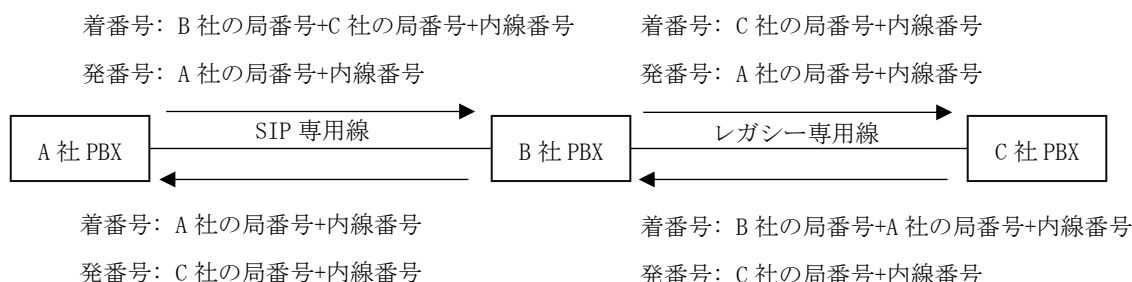 着番号: B 社の局番号+C 社の局番号+内線番号
発番号: A 社の局番号+内線番号
着番号: C 社の局番号+内線番号
発番号: A 社の局番号+内線番号
A 社 PBX
SIP 専用線
B 社 PBX
レガシー専用線
C 社 PBX
着番号: A 社の局番号+内線番号
発番号: C 社の局番号+内線番号
着番号: B 社の局番号+A 社の局番号+内線番号
発番号: C 社の局番号+内線番号